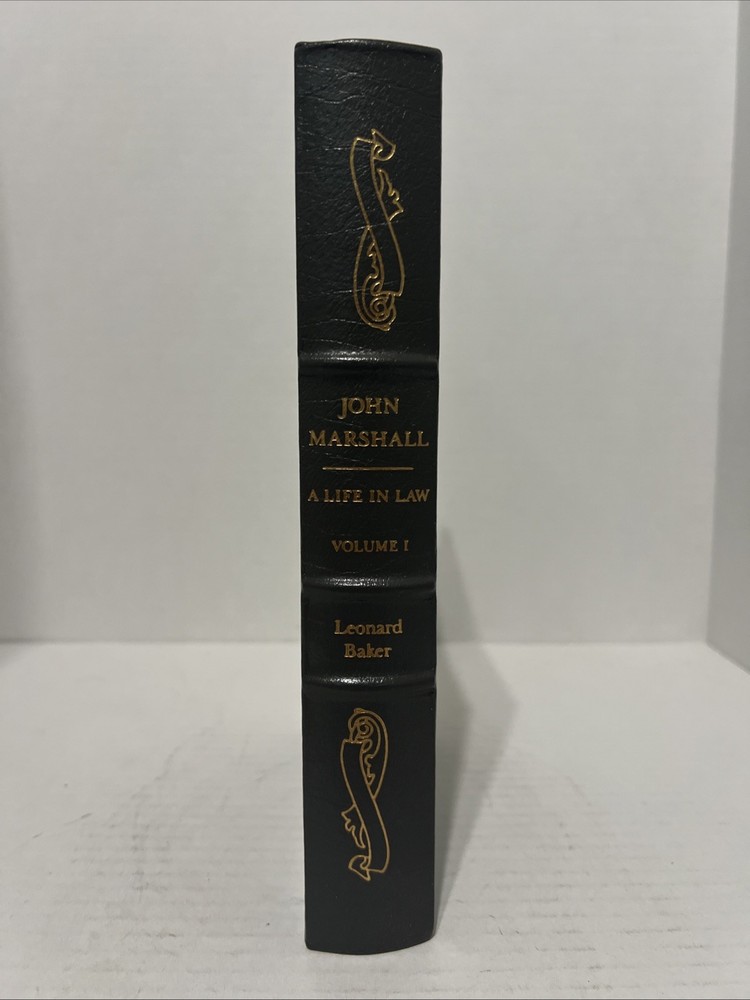 JOHN
MARSHALL
A LIFE IN LAW
VOLUME I
Leonard
Baker